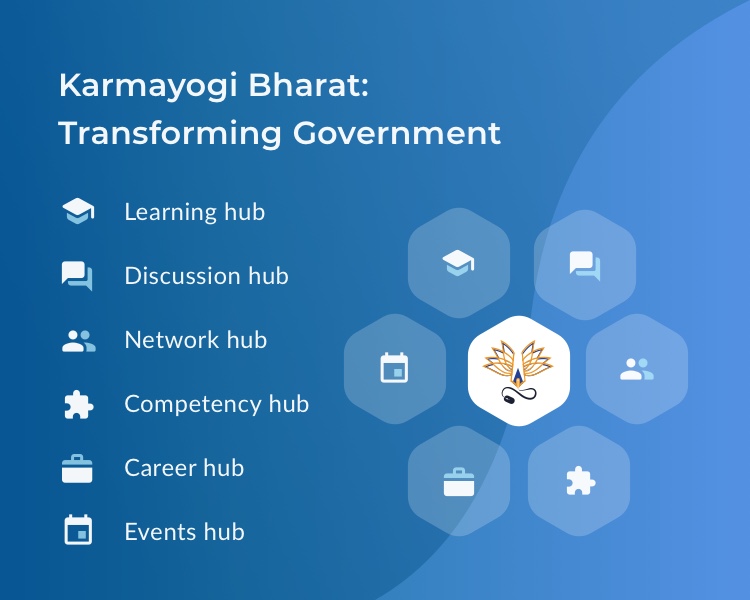 Karmayogi Bharat:
Transforming Government
Learning hub
Discussion hub
Network hub
Competency hub
Career hub
Events hub